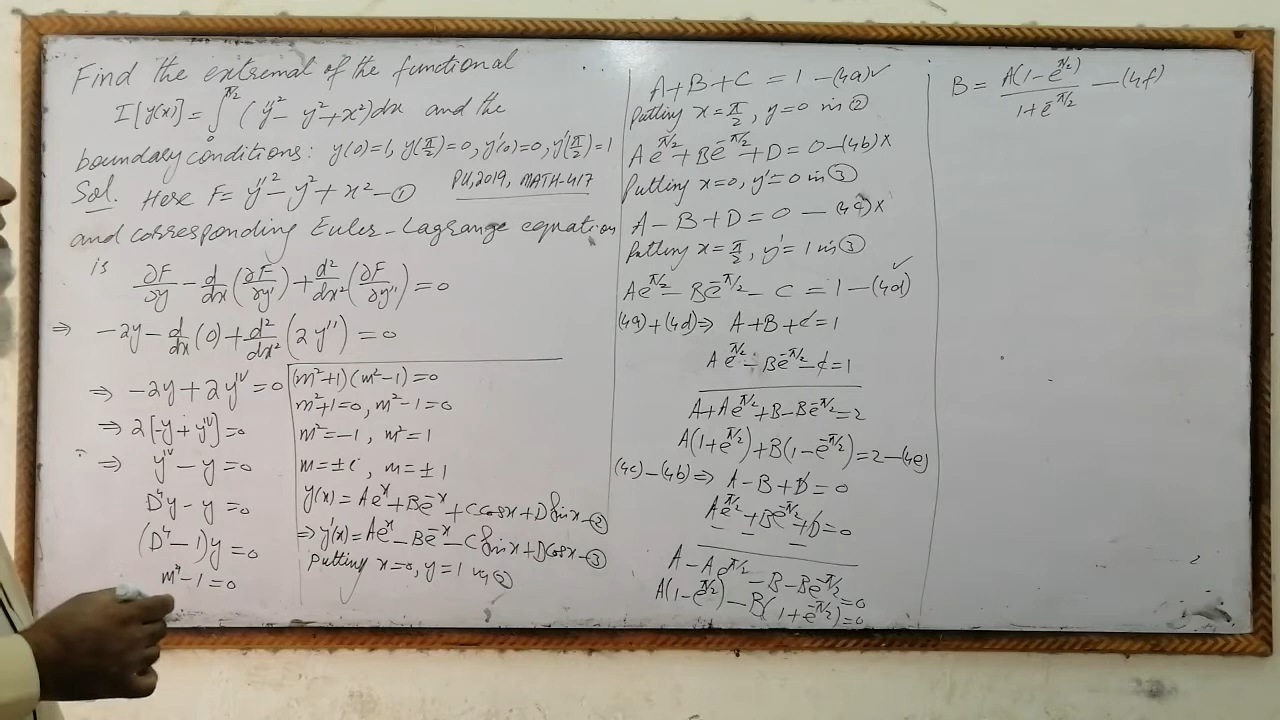 Find the extremal of the functional
I[y(x)] = ∫₀^{π/2} (y''² - y² + x²)dx and the
boundary conditions: y(0)=1, y(π/2)=0, y'(0)=0, y'(π/2)=1
Sol. Here F = y''² - y² + x² - ①
PU, 2019, MATH-417
and corresponding Euler-Lagrange equation
is ∂F/∂y - d/dx(∂F/∂y') + d²/dx²(∂F/∂y'') = 0
⇒ -2y - d/dx(0) + d²/dx²(2y'') = 0
⇒ -2y + 2y^{iv} = 0
⇒ 2[-y + y^{iv}] = 0
⇒ y^{iv} - y = 0
D⁴y - y = 0
(D⁴ - 1)y = 0
m⁴ - 1 = 0
(m²+1)(m²-1) = 0
m²+1=0, m²-1=0
m² = -1, m² = 1
m = ±i, m = ±1
y(x) = Ae^x + Be^{-x} + C cosx + D sinx - ②
⇒ y'(x) = Ae^x - Be^{-x} - C sinx + D cosx - ③
Putting x=0, y=1 in ②
A + B + C = 1 - (4a) ✓
Putting x = π/2, y=0 in ②
Ae^{π/2} + Be^{-π/2} + D = 0 - (4b) ×
Putting x=0, y'=0 in ③
A - B + D = 0 - (4c) ×
Putting x = π/2, y'=1 in ③
Ae^{π/2} - Be^{-π/2} - C = 1 - (4d) ✓
(4a)+(4d) ⇒ A + B + C = 1
Ae^{π/2} - Be^{-π/2} - C = 1
A + Ae^{π/2} + B - Be^{-π/2} = 2
A(1+e^{π/2}) + B(1-e^{-π/2}) = 2 - (4e)
(4c)-(4b) ⇒ A - B + D = 0
Ae^{π/2} + Be^{-π/2} + D = 0
- - -
A - Ae^{π/2} - B - Be^{-π/2} = 0
A(1-e^{π/2}) - B(1+e^{-π/2}) = 0
B = A(1-e^{π/2}) / (1+e^{-π/2}) - (4f)